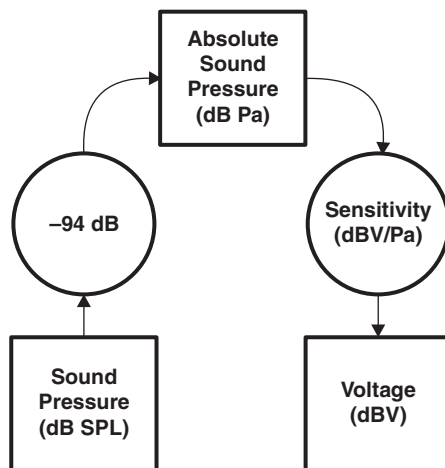 Absolute
Sound
Pressure
(dB Pa)
–94 dB
Sensitivity
(dBV/Pa)
Sound
Pressure
(dB SPL)
Voltage
(dBV)